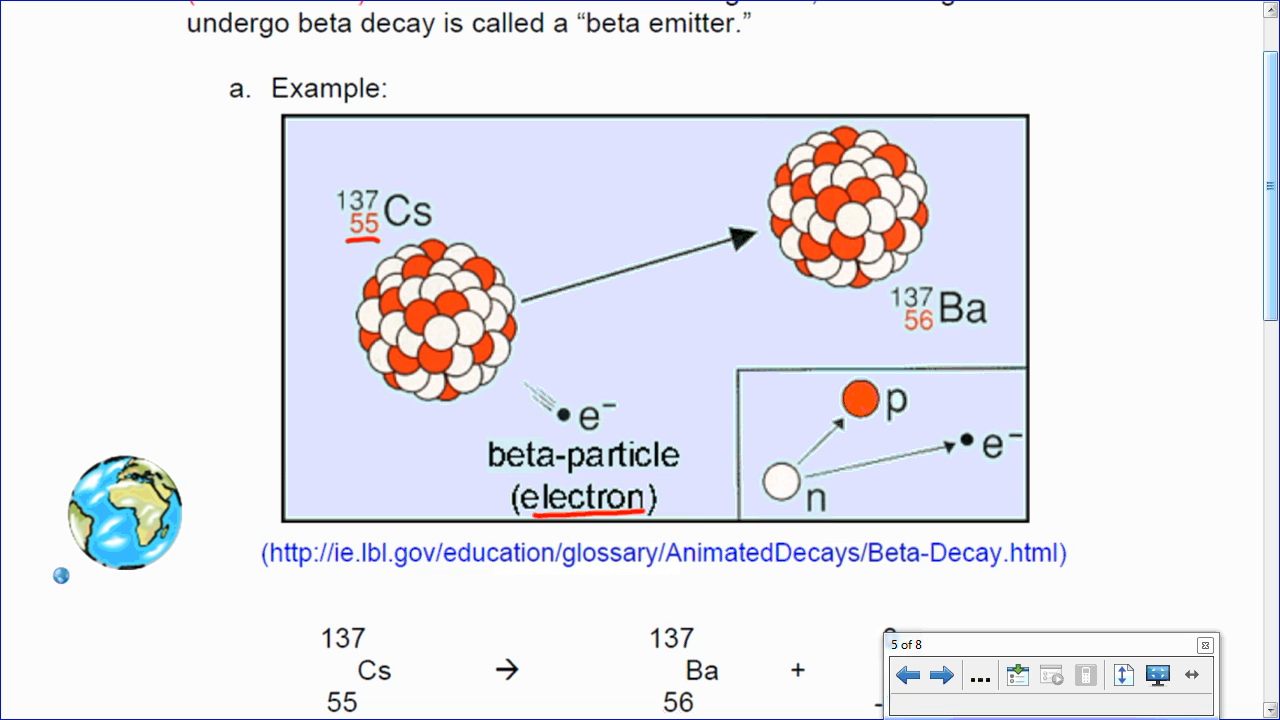 undergo beta decay is called a “beta emitter.”
a. Example:
137
55
Cs
137
56
Ba
e−
beta-particle
(electron)
p
e−
n
(http://ie.lbl.gov/education/glossary/AnimatedDecays/Beta-Decay.html)
137 137
Cs → Ba +
55 56
5 of 8